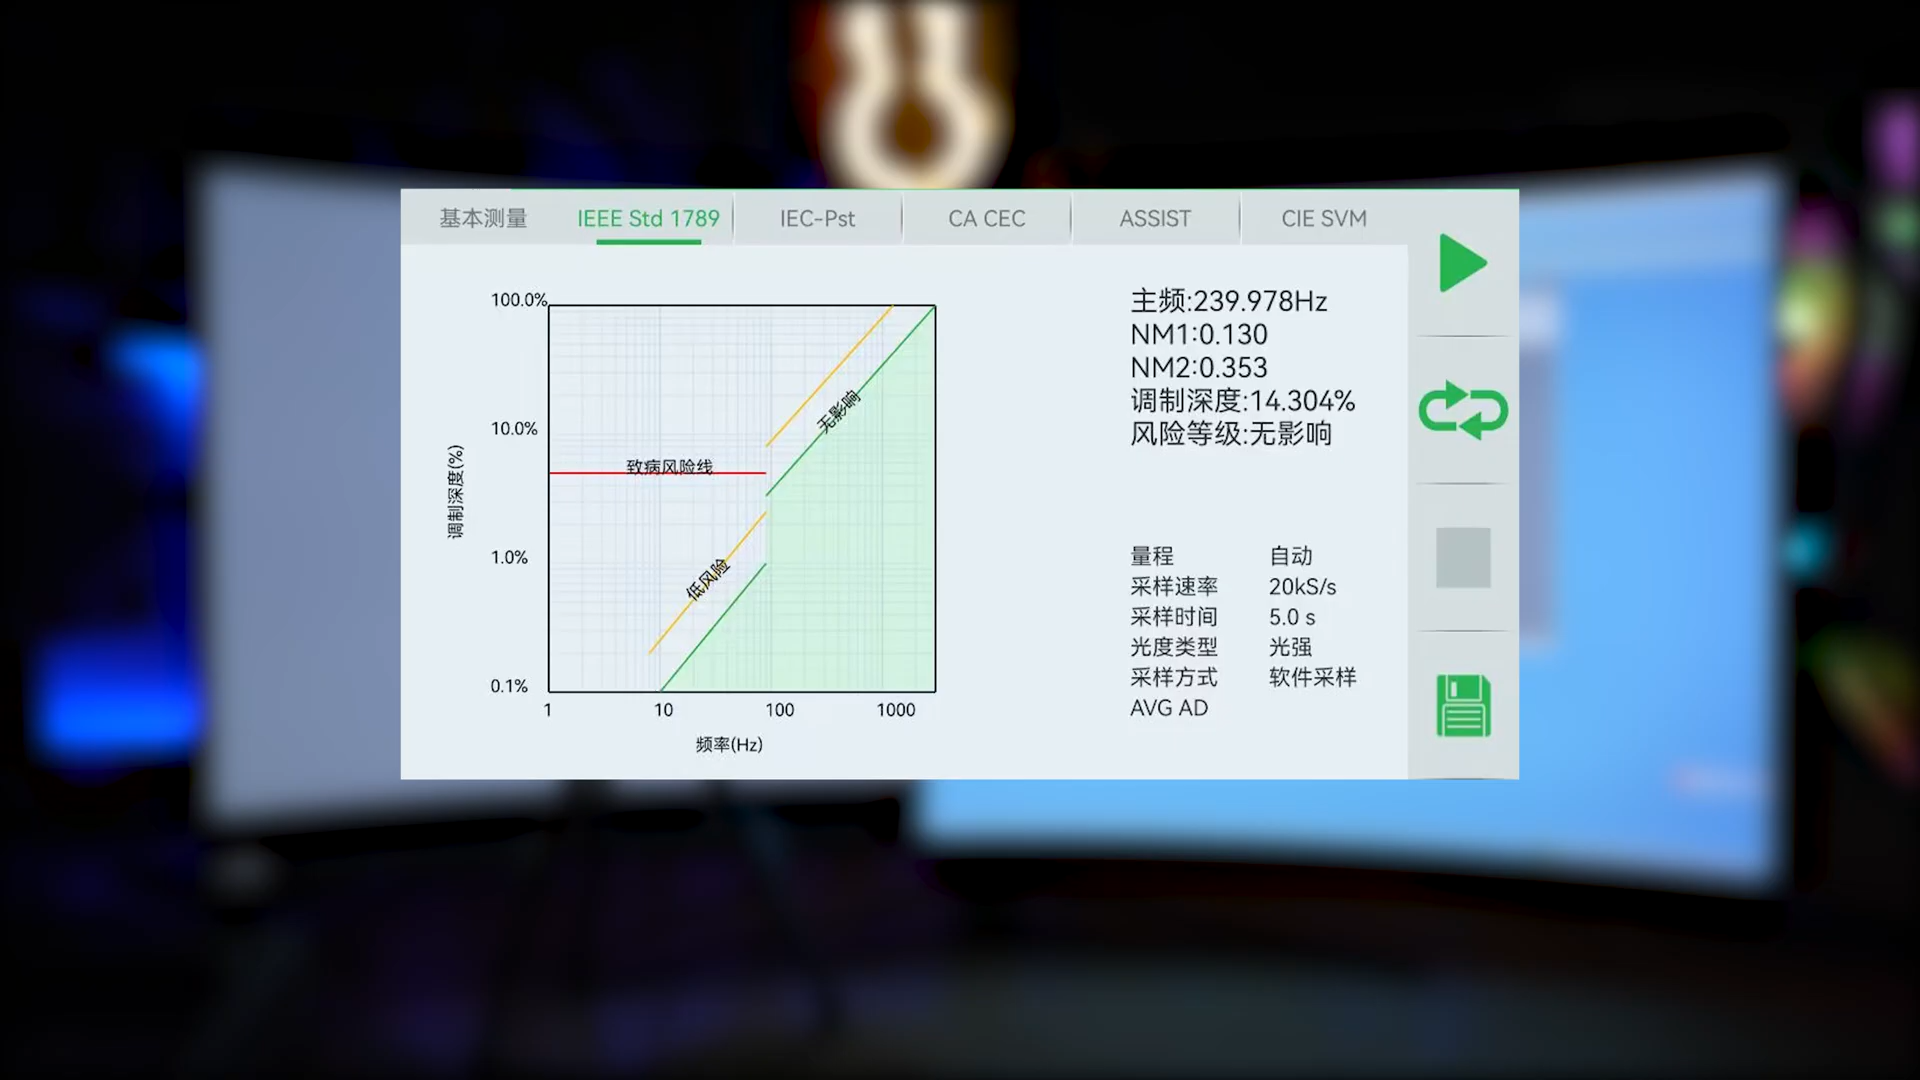 基本测量
IEEE Std 1789
IEC-Pst
CA CEC
ASSIST
CIE SVM
100.0%
10.0%
1.0%
0.1%
调制深度(%)
致病风险线
无影响
低风险
1
10
100
1000
频率(Hz)
主频:239.978Hz
NM1:0.130
NM2:0.353
调制深度:14.304%
风险等级:无影响
量程 自动
采样速率 20kS/s
采样时间 5.0 s
光度类型 光强
采样方式 软件采样
AVG AD